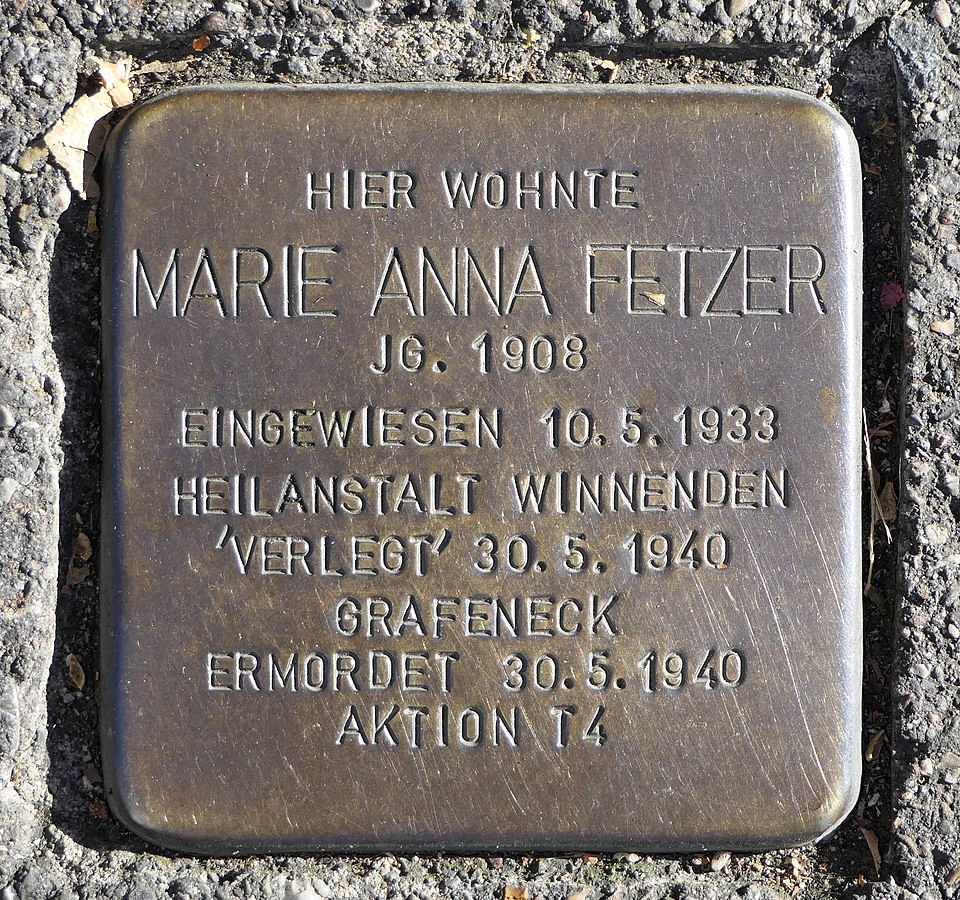 HIER WOHNTE
MARIE ANNA FETZER
JG. 1908
EINGEWIESEN 10.5.1933
HEILANSTALT WINNENDEN
'VERLEGT' 30.5.1940
GRAFENECK
ERMORDET 30.5.1940
AKTION T4